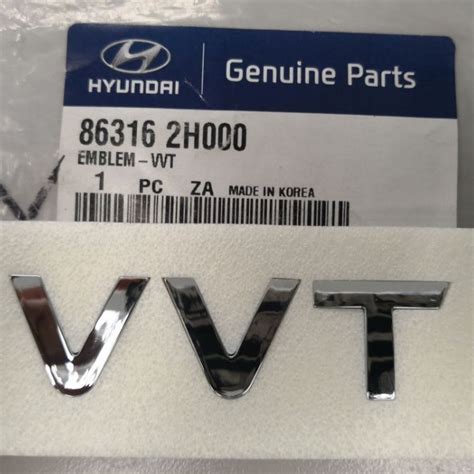 HYUNDAI
Genuine Parts
86316 2H000
EMBLEM-VVT
1 PC ZA MADE IN KOREA
VVT